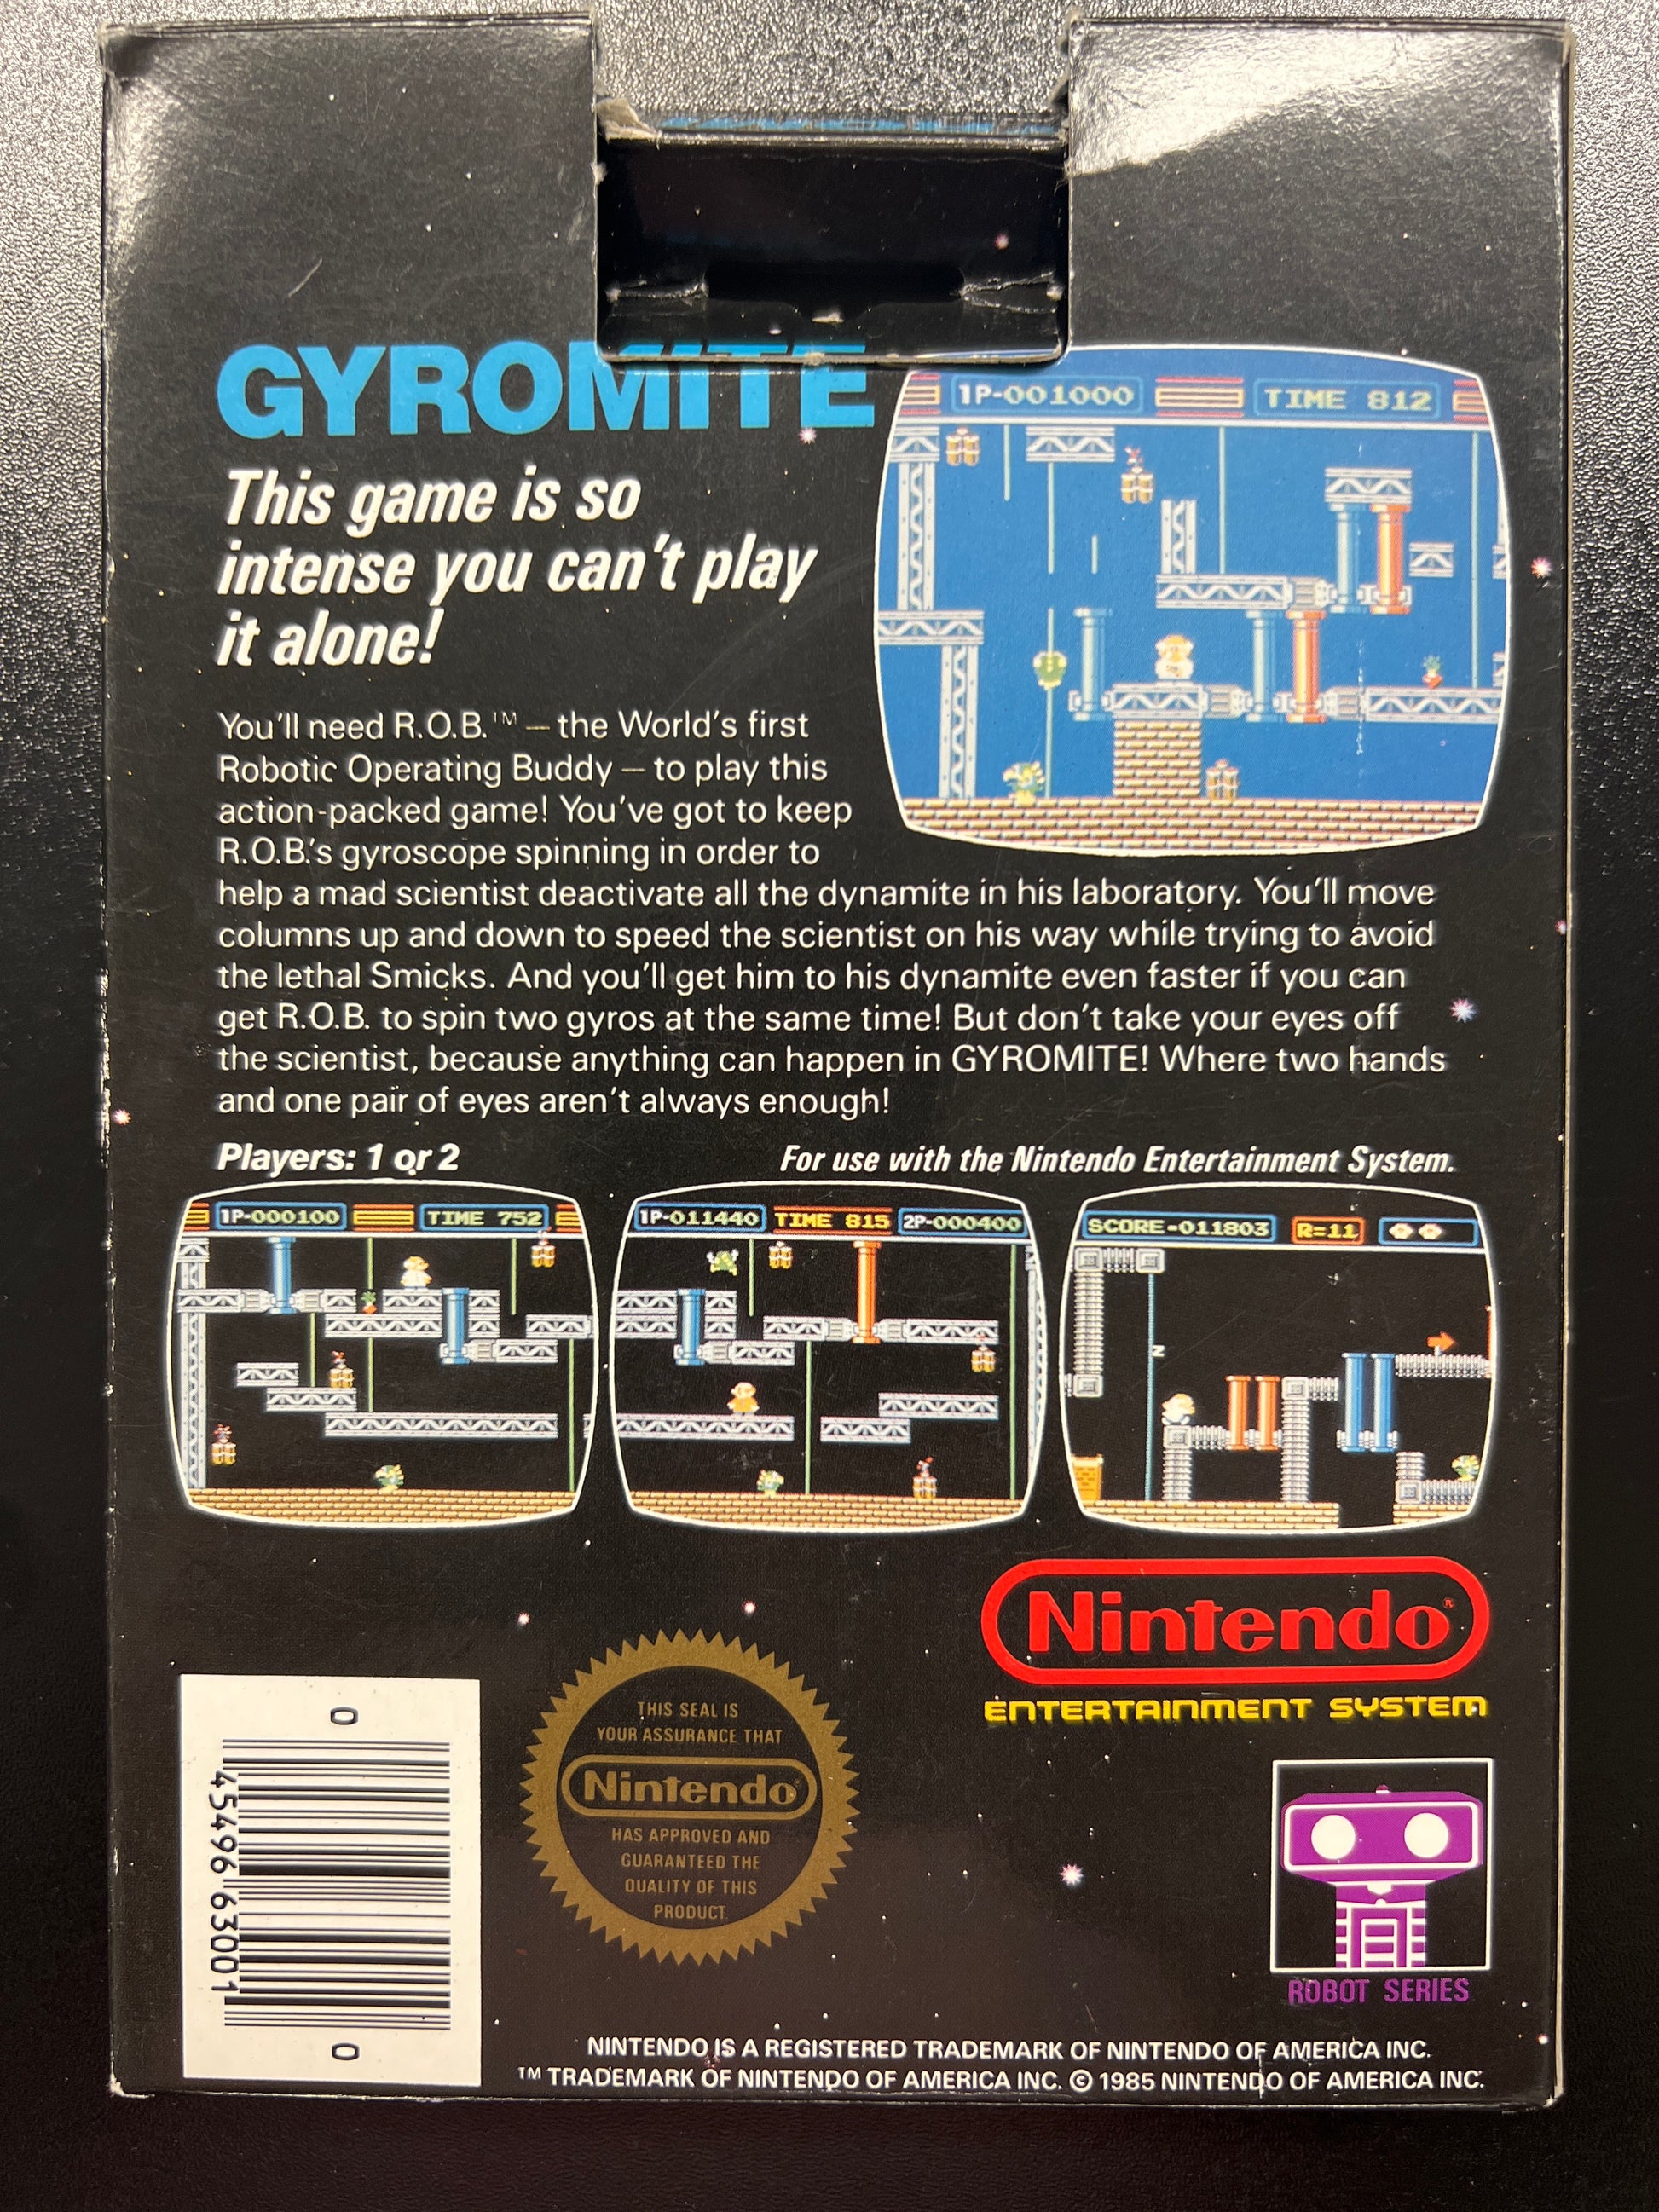 GYROMITE
This game is so
intense you can't play
it alone!
You'll need R.O.B.™ — the World's first
Robotic Operating Buddy — to play this
action-packed game! You've got to keep
R.O.B.'s gyroscope spinning in order to
help a mad scientist deactivate all the dynamite in his laboratory. You'll move
columns up and down to speed the scientist on his way while trying to avoid
the lethal Smicks. And you'll get him to his dynamite even faster if you can
get R.O.B. to spin two gyros at the same time! But don't take your eyes off
the scientist, because anything can happen in GYROMITE! Where two hands
and one pair of eyes aren't always enough!
1P-001000 TIME 812
Players: 1 or 2
For use with the Nintendo Entertainment System.
1P-000100 TIME 752
1P-011440 TIME 815 2P-000400
SCORE-011803 R=11
Z
Nintendo®
ENTERTAINMENT SYSTEM
THIS SEAL IS
YOUR ASSURANCE THAT
Nintendo®
HAS APPROVED AND
GUARANTEED THE
QUALITY OF THIS
PRODUCT
0 45496 63001 0
ROBOT SERIES
NINTENDO IS A REGISTERED TRADEMARK OF NINTENDO OF AMERICA INC.
™ TRADEMARK OF NINTENDO OF AMERICA INC. © 1985 NINTENDO OF AMERICA INC.